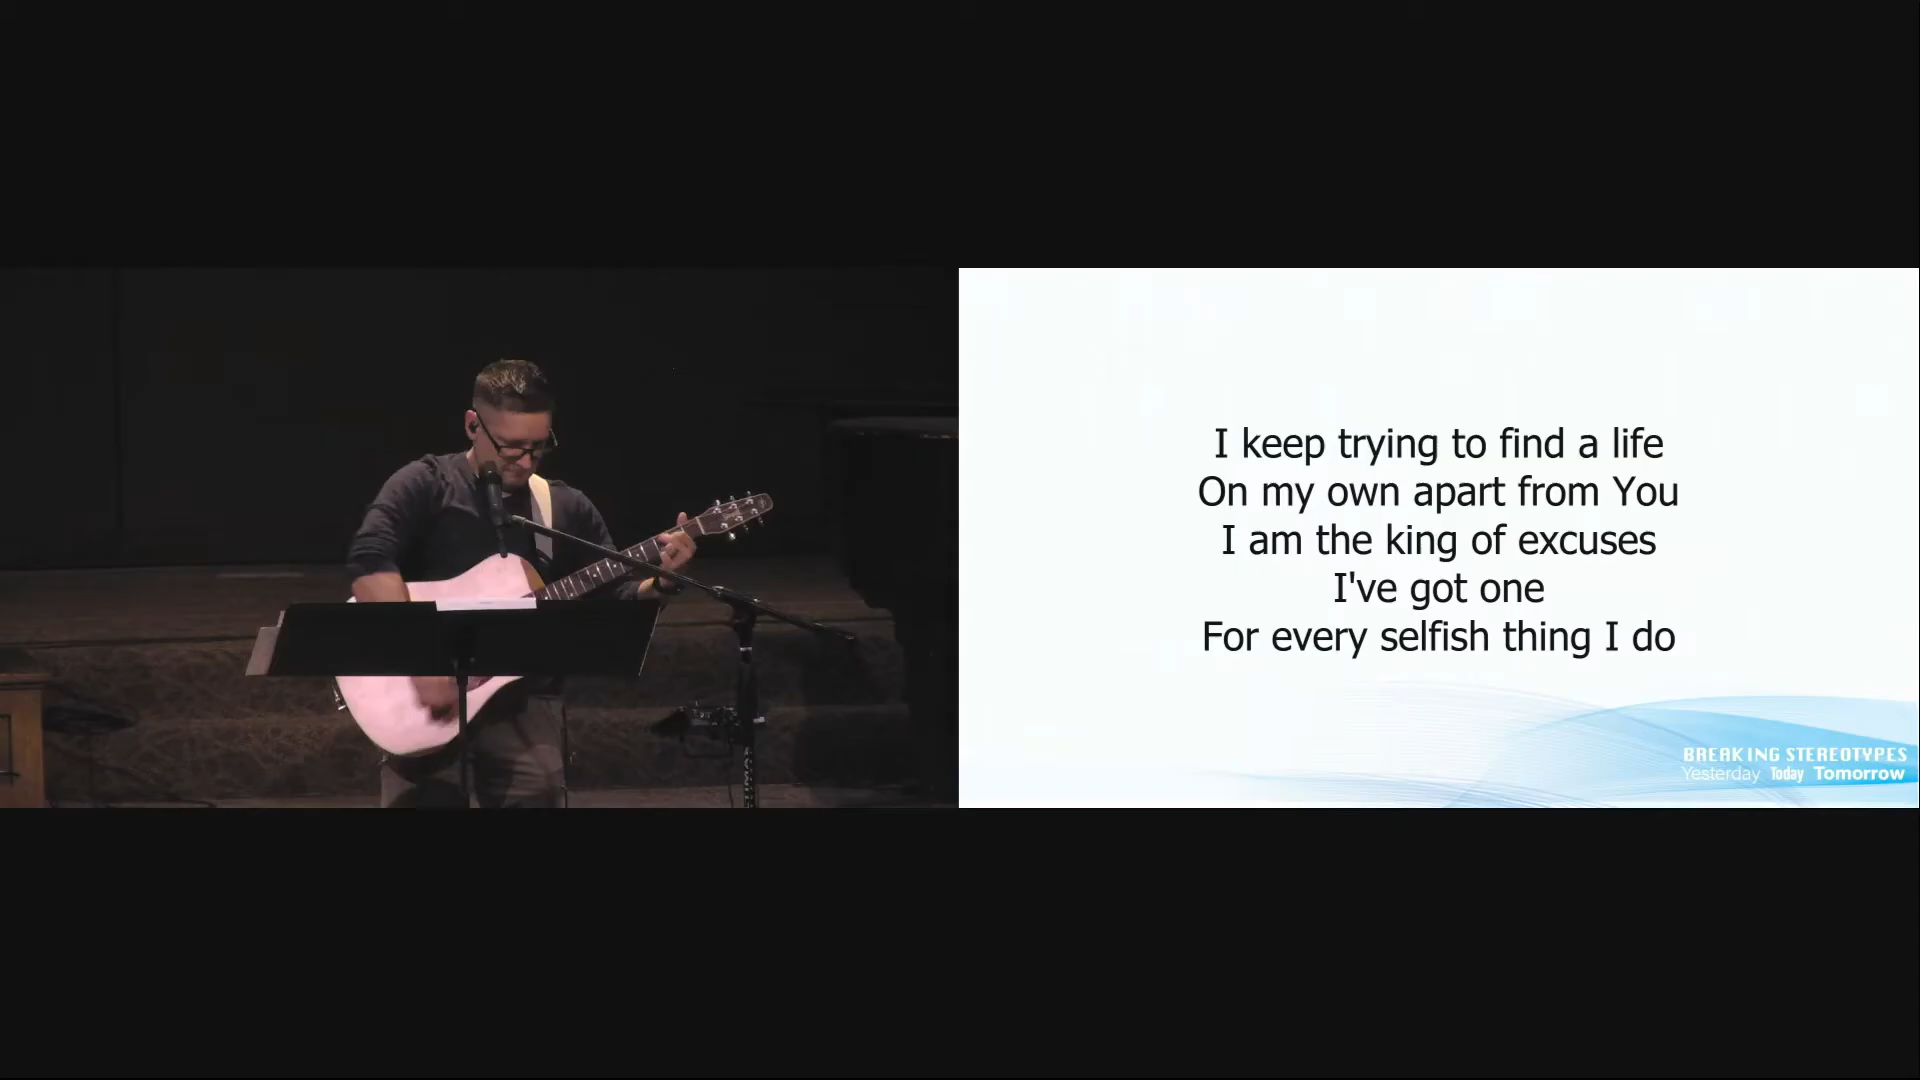 I keep trying to find a life
On my own apart from You
I am the king of excuses
I've got one
For every selfish thing I do
BREAKING STEREOTYPES
Yesterday Today Tomorrow